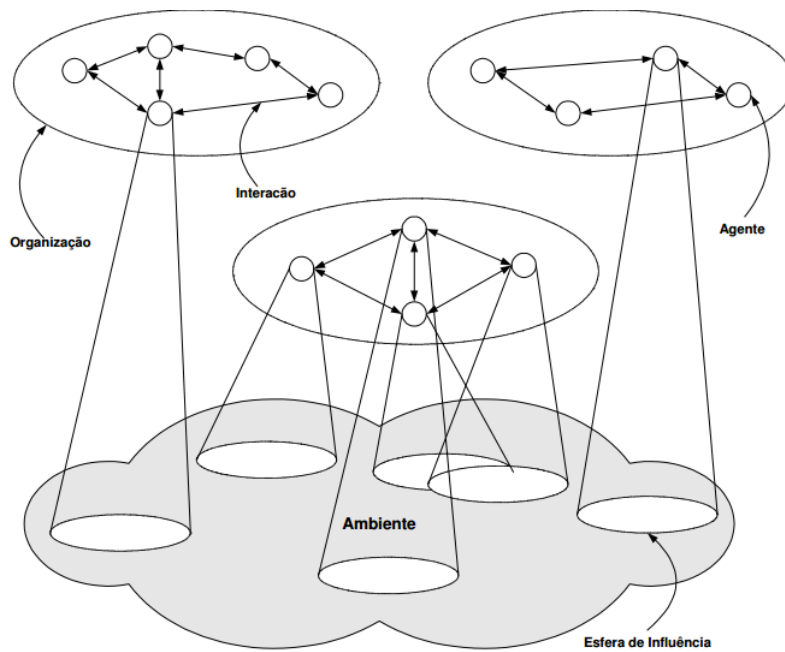 Interacão
Organização
Agente
Ambiente
Esfera de Influência